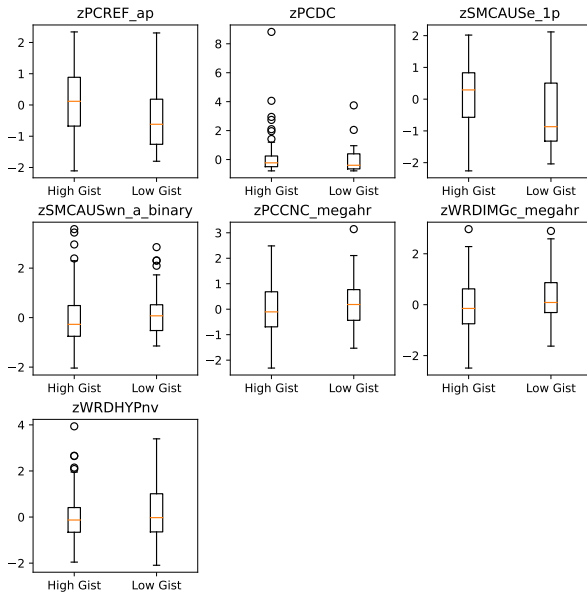 zPCREF_ap
2
1
0
−1
−2
High Gist Low Gist
zPCDC
8
6
4
2
0
High Gist Low Gist
zSMCAUSe_1p
2
1
0
−1
−2
High Gist Low Gist
zSMCAUSwn_a_binary
2
0
−2
High Gist Low Gist
zPCCNC_megahr
3
2
1
0
−1
−2
High Gist Low Gist
zWRDIMGc_megahr
2
0
−2
High Gist Low Gist
zWRDHYPnv
4
2
0
−2
High Gist Low Gist